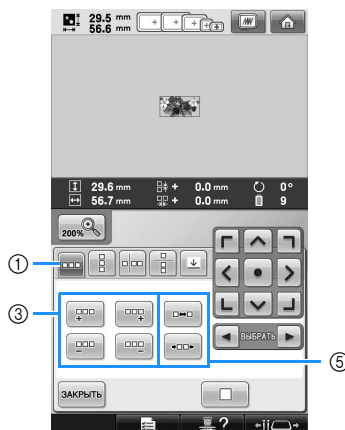 29.5 mm
56.6 mm
29.6 mm + 0.0 mm 0°
56.7 mm + 0.0 mm 9
200%
①
③
ВЫБРАТЬ
⑤
ЗАКРЫТЬ
?